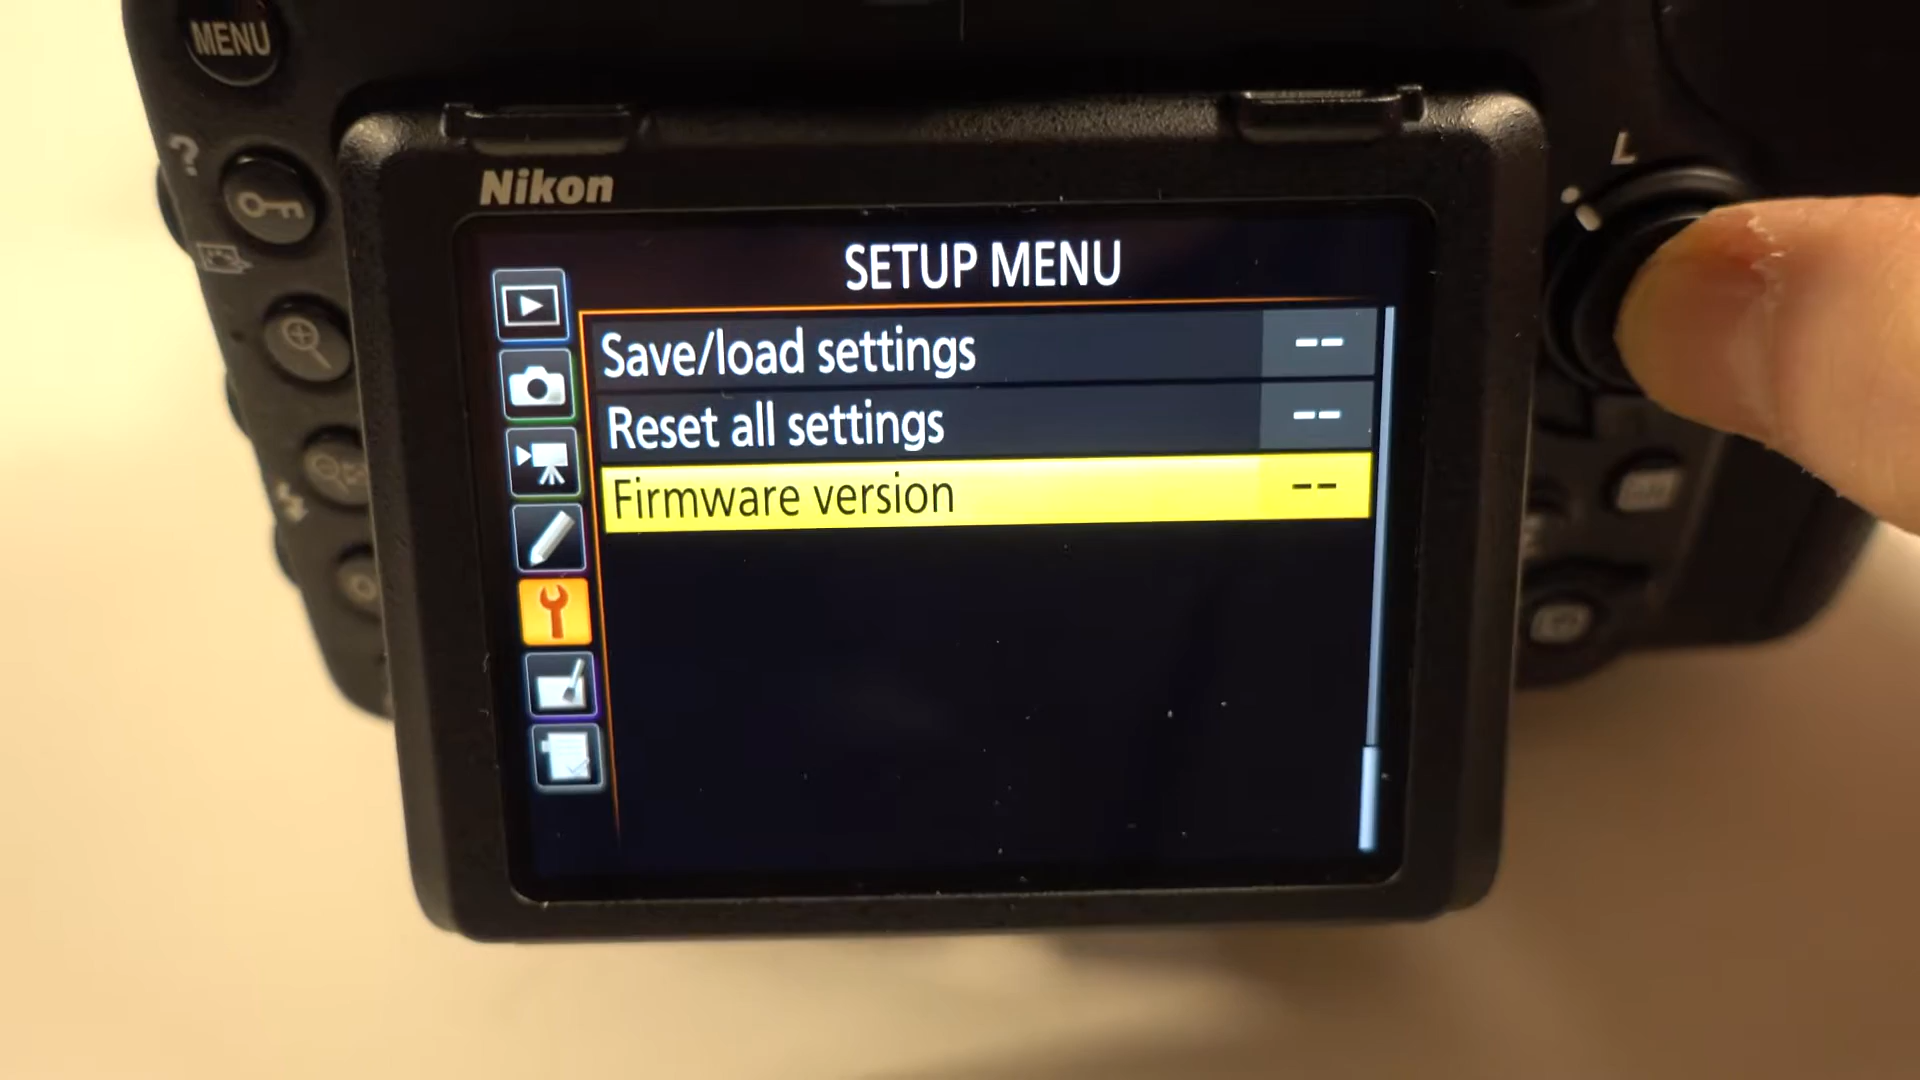 MENU
?
L
Nikon
SETUP MENU
Save/load settings --
Reset all settings --
Firmware version --